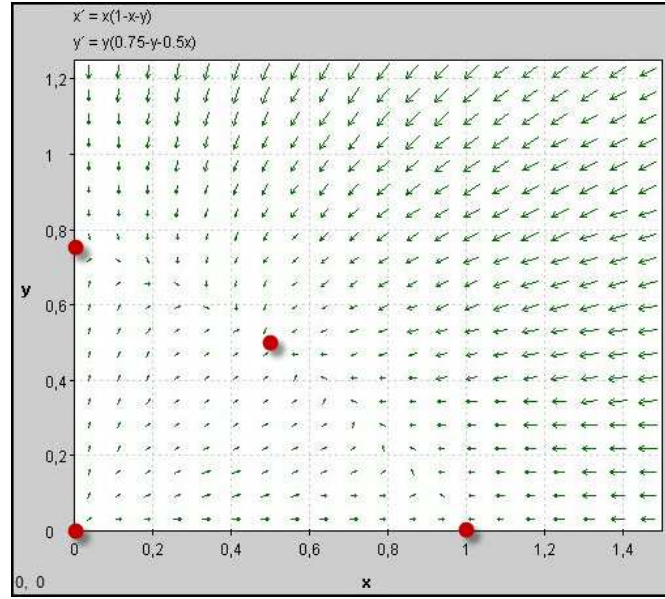 x´ = x(1-x-y)
y´ = y(0.75-y-0.5x)
1,2
1
0,8
y
0,6
0,4
0,2
0
0 0,2 0,4 0,6 0,8 1 1,2 1,4
0, 0
x